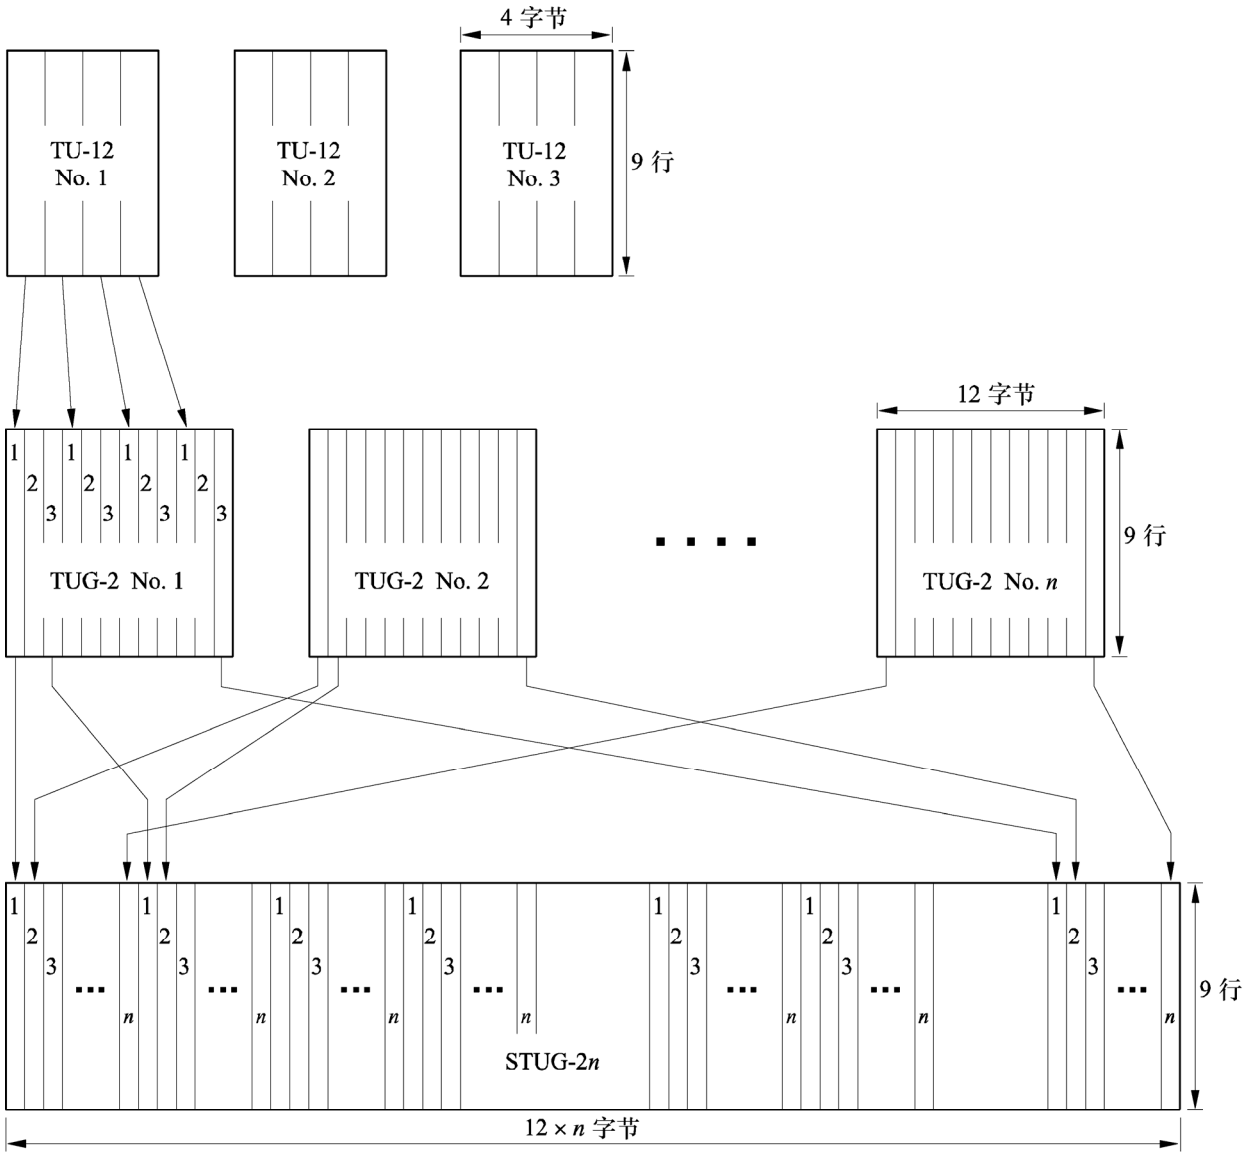 4 字节
TU-12
No. 1
TU-12
No. 2
TU-12
No. 3
9 行
12 字节
1 1 1 1
2 2 2 2
3 3 3 3
TUG-2 No. 1
TUG-2 No. 2
TUG-2 No. n
9 行
1 1 1 1 1 1 1
2 2 2 2 2 2 2
3 3 3 3 3 3 3
... ... ... ... ... ... ...
n n n n n n n
9 行
STUG-2n
12 × n 字节